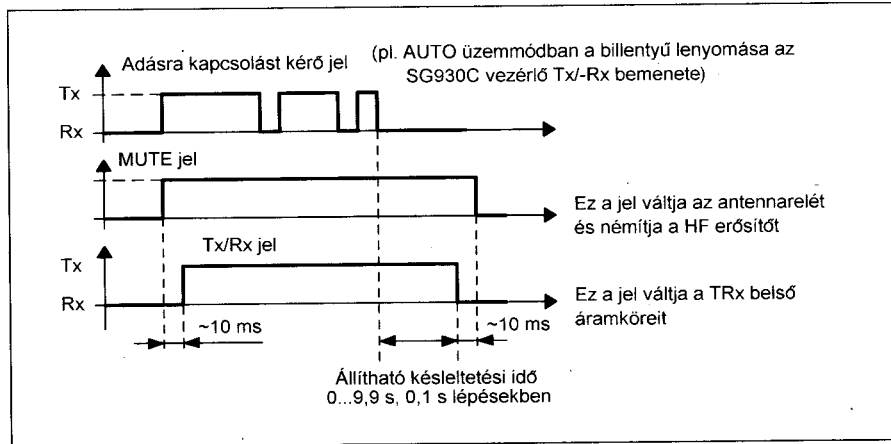 Adásra kapcsolást kérő jel (pl. AUTO üzemmódban a billentyű lenyomása az
SG930C vezérlő Tx/-Rx bemenete)
Tx
Rx
MUTE jel
Ez a jel váltja az antennarelét
és némítja a HF erősítőt
Tx/Rx jel
Tx
Rx
Ez a jel váltja a TRx belső
áramköreit
~10 ms
~10 ms
Állítható késleltetési idő
0...9,9 s, 0,1 s lépésekben